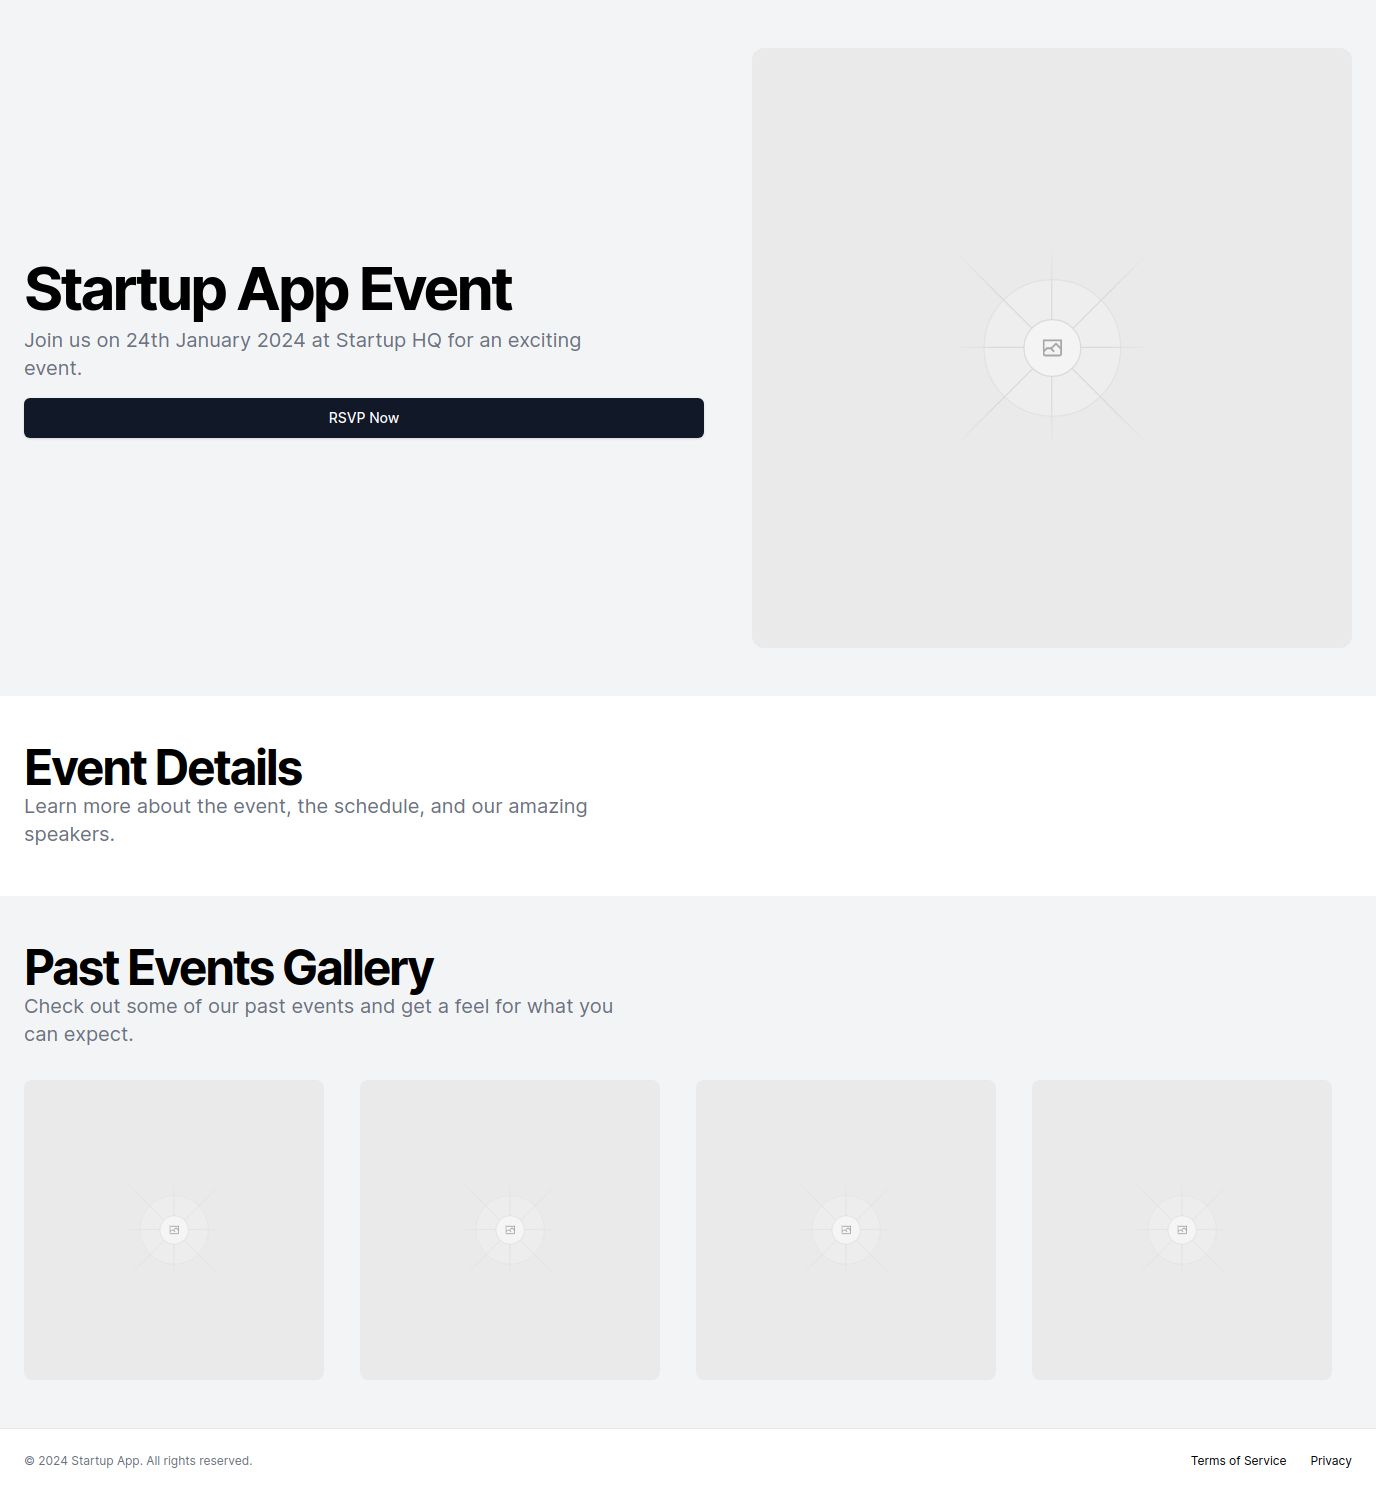 Startup App Event
Join us on 24th January 2024 at Startup HQ for an exciting
event.
RSVP Now
Event Details
Learn more about the event, the schedule, and our amazing
speakers.
Past Events Gallery
Check out some of our past events and get a feel for what you
can expect.
© 2024 Startup App. All rights reserved.
Terms of Service
Privacy